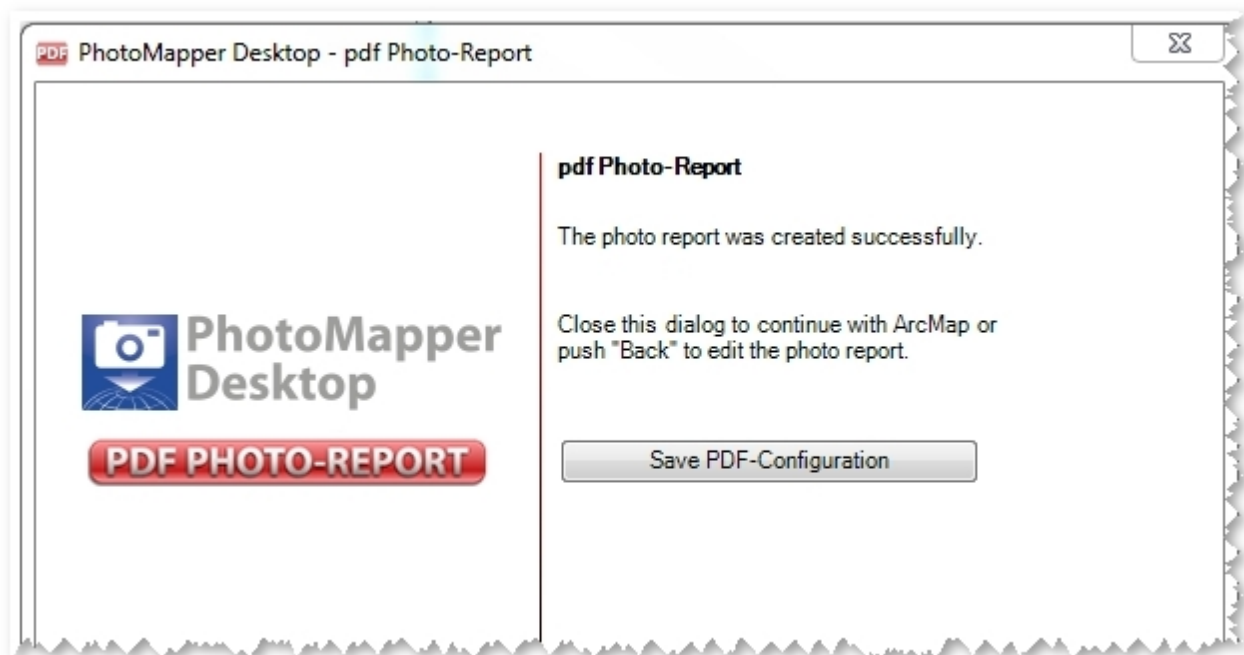 PDF PhotoMapper Desktop - pdf Photo-Report
pdf Photo-Report
The photo report was created successfully.
Close this dialog to continue with ArcMap or
push "Back" to edit the photo report.
PhotoMapper
Desktop
PDF PHOTO-REPORT
Save PDF-Configuration